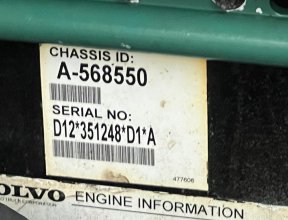 CHASSIS ID:
A-568550
SERIAL NO:
D12*351248*D1*A
477606
VOLVO ENGINE INFORMATION